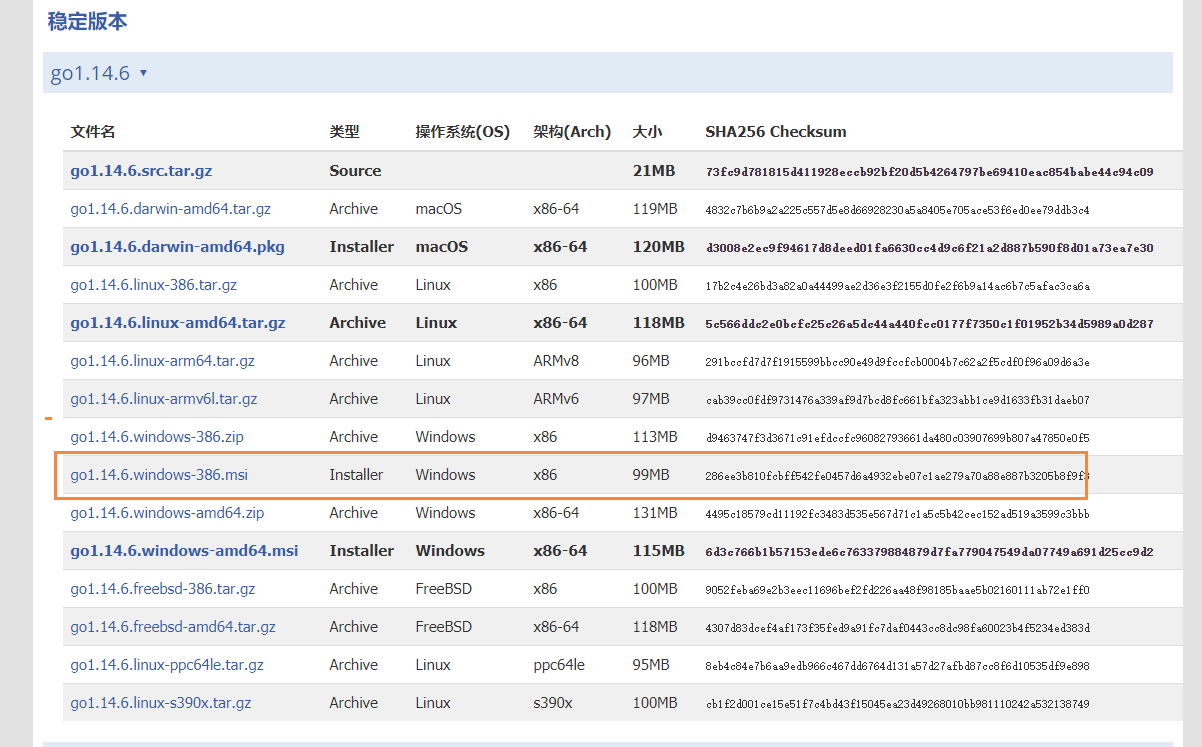 稳定版本
go1.14.6 ▾
文件名 类型 操作系统(OS) 架构(Arch) 大小 SHA256 Checksum
go1.14.6.src.tar.gz Source 21MB 73fc9d781815d411928eccb92bf20d5b4264797be69410eac854babe44c94c09
go1.14.6.darwin-amd64.tar.gz Archive macOS x86-64 119MB 4832c7b6b9a2a225c557d5e8d66928230a5a8405e705ace53f6ed0ee79ddb3c4
go1.14.6.darwin-amd64.pkg Installer macOS x86-64 120MB d3008e2ec9f94617d8deed01fa6630cc4d9c6f21a2d887b590f8d01a73ea7e30
go1.14.6.linux-386.tar.gz Archive Linux x86 100MB 17b2c4e26bd3a82a0a44499ae2d36e3f2155d0fe2f6b9a14ac6b7c5afac3ca6a
go1.14.6.linux-amd64.tar.gz Archive Linux x86-64 118MB 5c566ddc2e0bcfc25c26a5dc44a440fcc0177f7350c1f01952b34d5989a0d287
go1.14.6.linux-arm64.tar.gz Archive Linux ARMv8 96MB 291bccfd7d7f1915599bbcc90e49d9fccfcb0004b7c62a2f5cdf0f96a09d6a3e
go1.14.6.linux-armv6l.tar.gz Archive Linux ARMv6 97MB cab39cc0fdf9731476a339af9d7bcd8fc661bfa323abb1ce9d1633fb31daeb07
go1.14.6.windows-386.zip Archive Windows x86 113MB d9463747f3d3671c91efdccfc96082793661da480c03907699b807a47850e0f5
go1.14.6.windows-386.msi Installer Windows x86 99MB
go1.14.6.windows-amd64.zip Archive Windows x86-64 131MB 4495c18579cd11192fc3483d535e567d71c1a5c5b42cec152ad519a3599c3bbb
go1.14.6.windows-amd64.msi Installer Windows x86-64 115MB 6d3c766b1b57153ede6c763379884879d7fa779047549da07749a691d25cc9d2
go1.14.6.freebsd-386.tar.gz Archive FreeBSD x86 100MB 9052feba69e2b3eec11696bef2fd226aa48f98185baae5b02160111ab72e1ff0
go1.14.6.freebsd-amd64.tar.gz Archive FreeBSD x86-64 118MB 4307d83dcef4af173f35fed9a91fc7daf0443cc8dc98fa60023b4f5234ed383d
go1.14.6.linux-ppc64le.tar.gz Archive Linux ppc64le 95MB 8eb4c84e7b6aa9edb966c467dd6764d131a57d27afbd87cc8f6d10535df9e898
go1.14.6.linux-s390x.tar.gz Archive Linux s390x 100MB cb1f2d001ce15e51f7c4bd43f15045ea23d49268010bb981110242a532138749